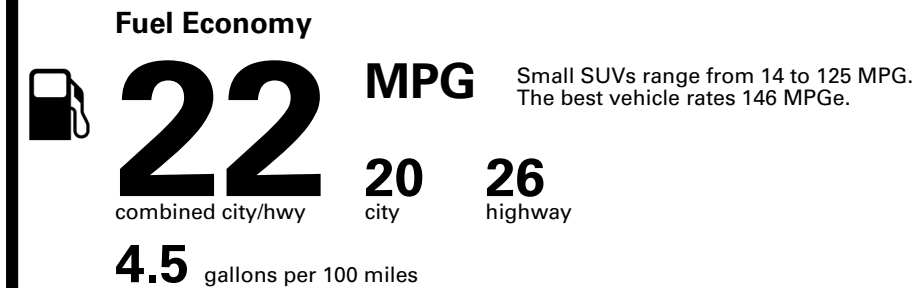 Fuel Economy
22 MPG
Small SUVs range from 14 to 125 MPG.
The best vehicle rates 146 MPGe.
20 26
combined city/hwy city highway
4.5 gallons per 100 miles